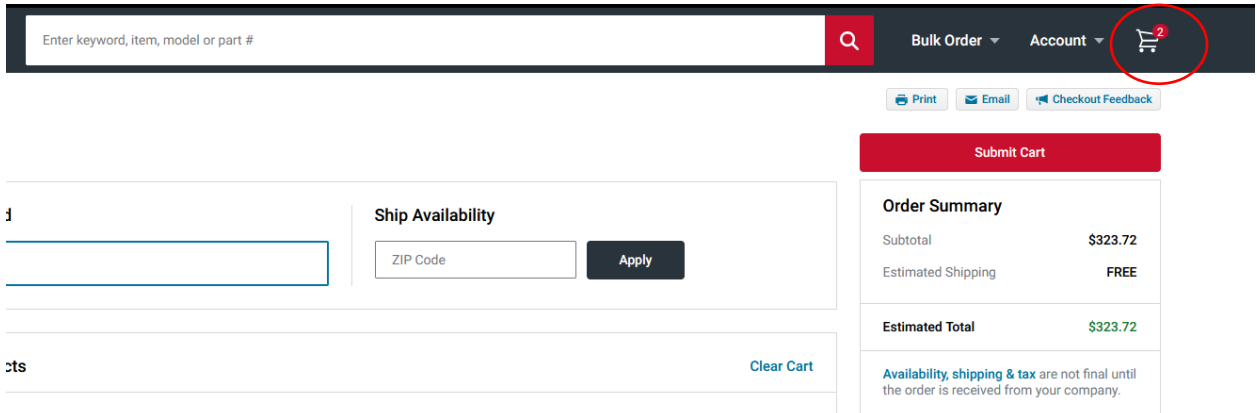 Enter keyword, item, model or part #
Bulk Order
Account
2
Print
Email
Checkout Feedback
Submit Cart
d
Ship Availability
ZIP Code
Apply
Order Summary
Subtotal $323.72
Estimated Shipping FREE
Estimated Total $323.72
cts
Clear Cart
Availability, shipping & tax are not final until
the order is received from your company.